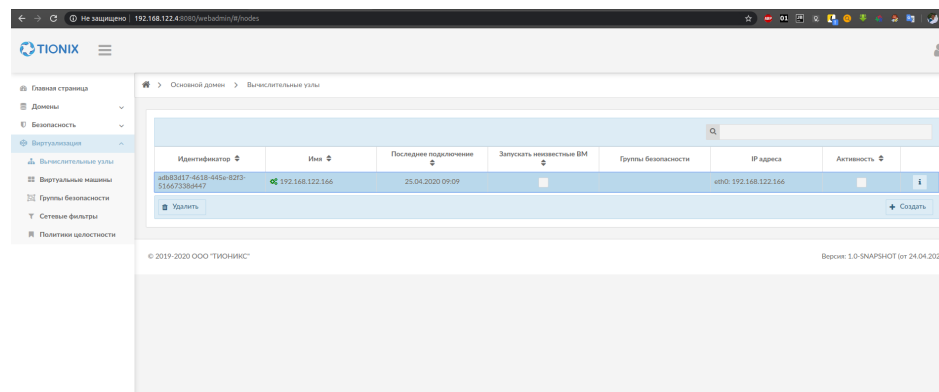 Не защищено | 192.168.122.4:8080/webadmin/#/nodes
TIONIX
Главная страница
Домены
Безопасность
Виртуализация
Вычислительные узлы
Виртуальные машины
Группы безопасности
Сетевые фильтры
Политики целостности
Основной домен > Вычислительные узлы
Идентификатор Имя Последнее подключение Запускать неизвестные ВМ Группы безопасности IP адреса Активность
adb83d17-4618-445e-82f3-
51667338d447
192.168.122.166 25.04.2020 09:09 eth0: 192.168.122.166
Удалить + Создать
© 2019-2020 ООО "ТИОНИКС" Версия: 1.0-SNAPSHOT (от 24.04.202